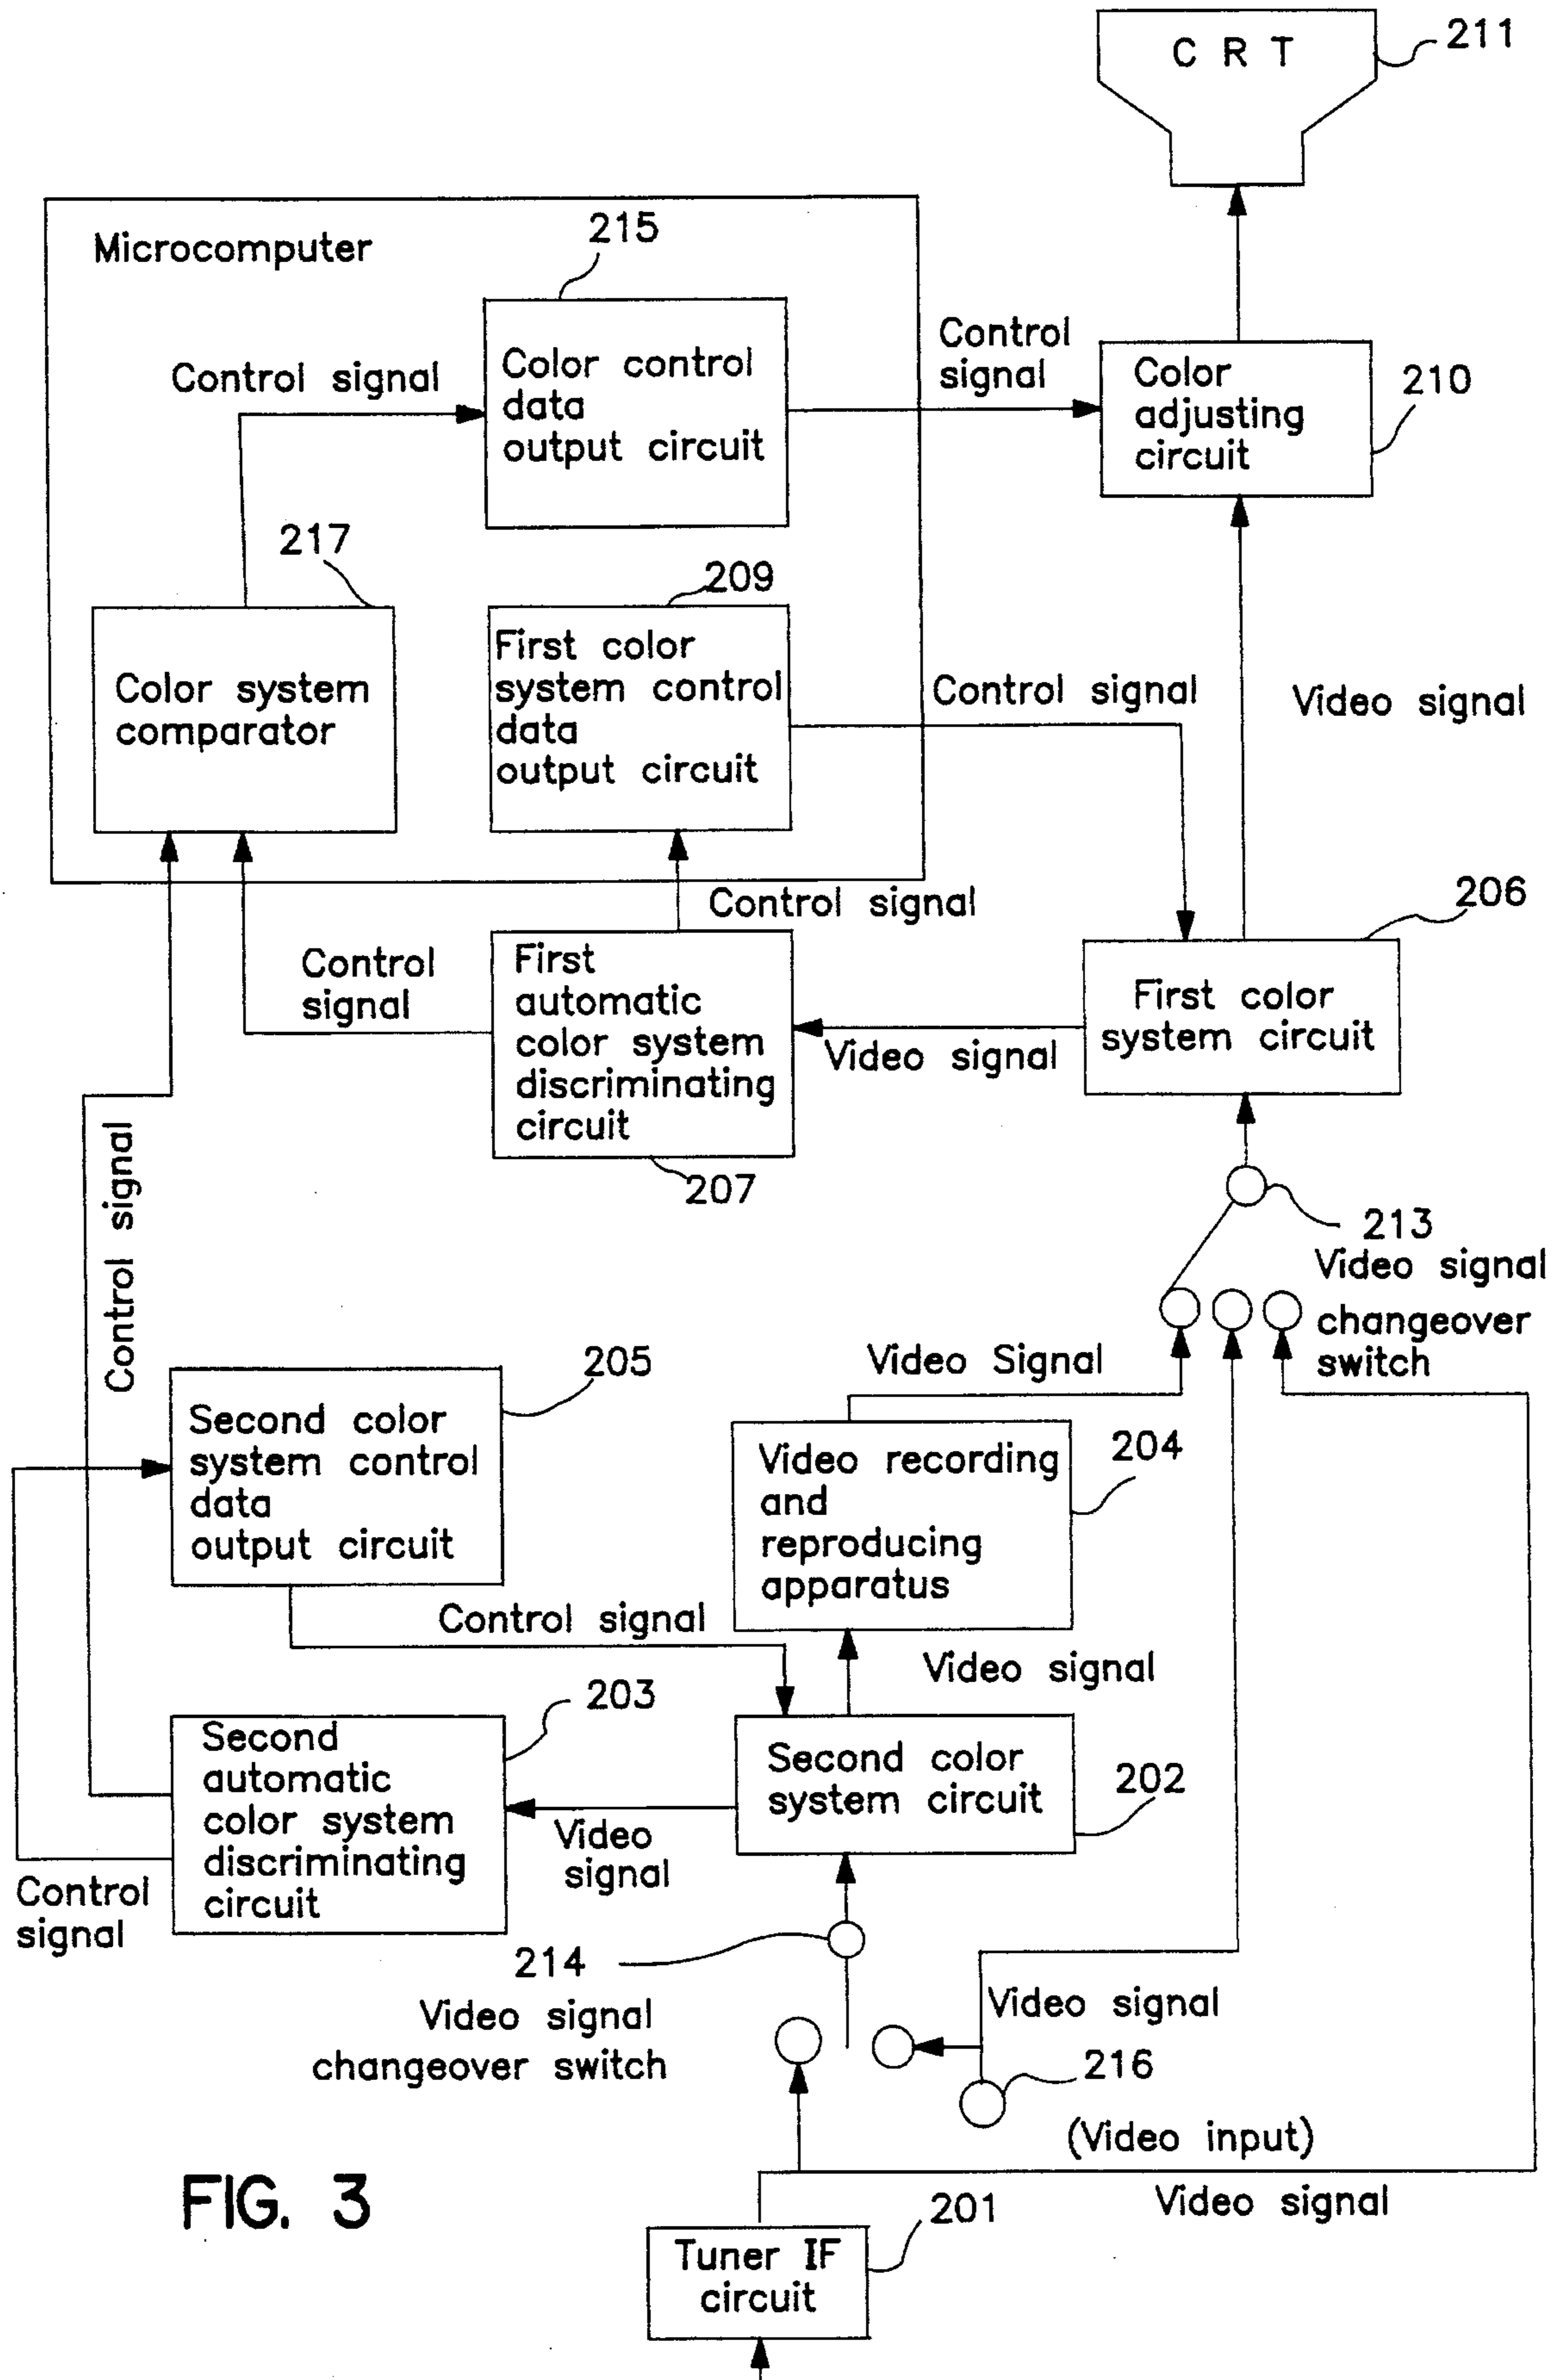 C R T
211
Microcomputer
215
Control signal
Color control
data
output circuit
Control
signal
Color
adjusting
circuit
210
217
209
Color system
comparator
First color
system control
data
output circuit
Control signal
Video signal
Control signal
206
Control
signal
First
automatic
color system
discriminating
circuit
Video signal
First color
system circuit
207
213
Video signal
changeover
switch
Control signal
205
Video Signal
Second color
system control
data
output circuit
Video recording
and
reproducing
apparatus
204
Control signal
Video signal
203
Second
automatic
color system
discriminating
circuit
Second color
system circuit
202
Video
signal
Control
signal
214
Video signal
changeover switch
Video signal
216
(Video input)
Video signal
FIG. 3
201
Tuner IF
circuit